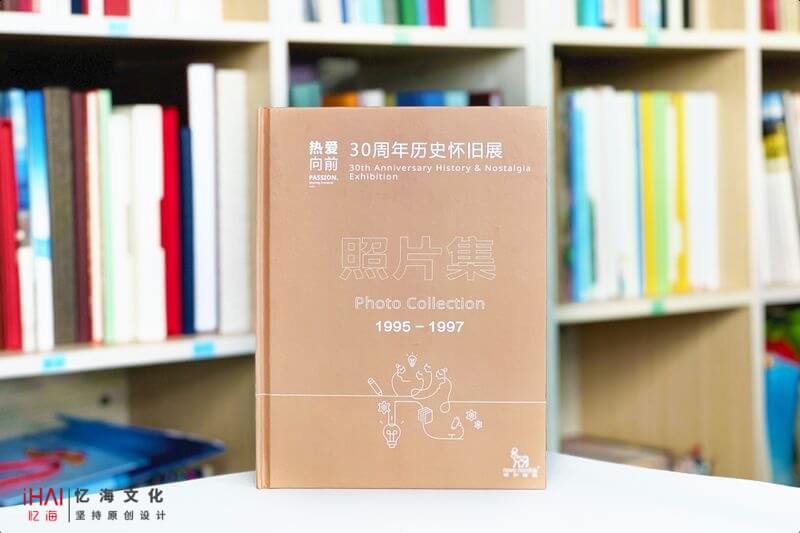 热爱
向前
PASSION.
30周年历史怀旧展
30th Anniversary History & Nostalgia
Exhibition
照片集
Photo Collection
1995 – 1997
iHAI
忆海
忆海文化
坚持原创设计